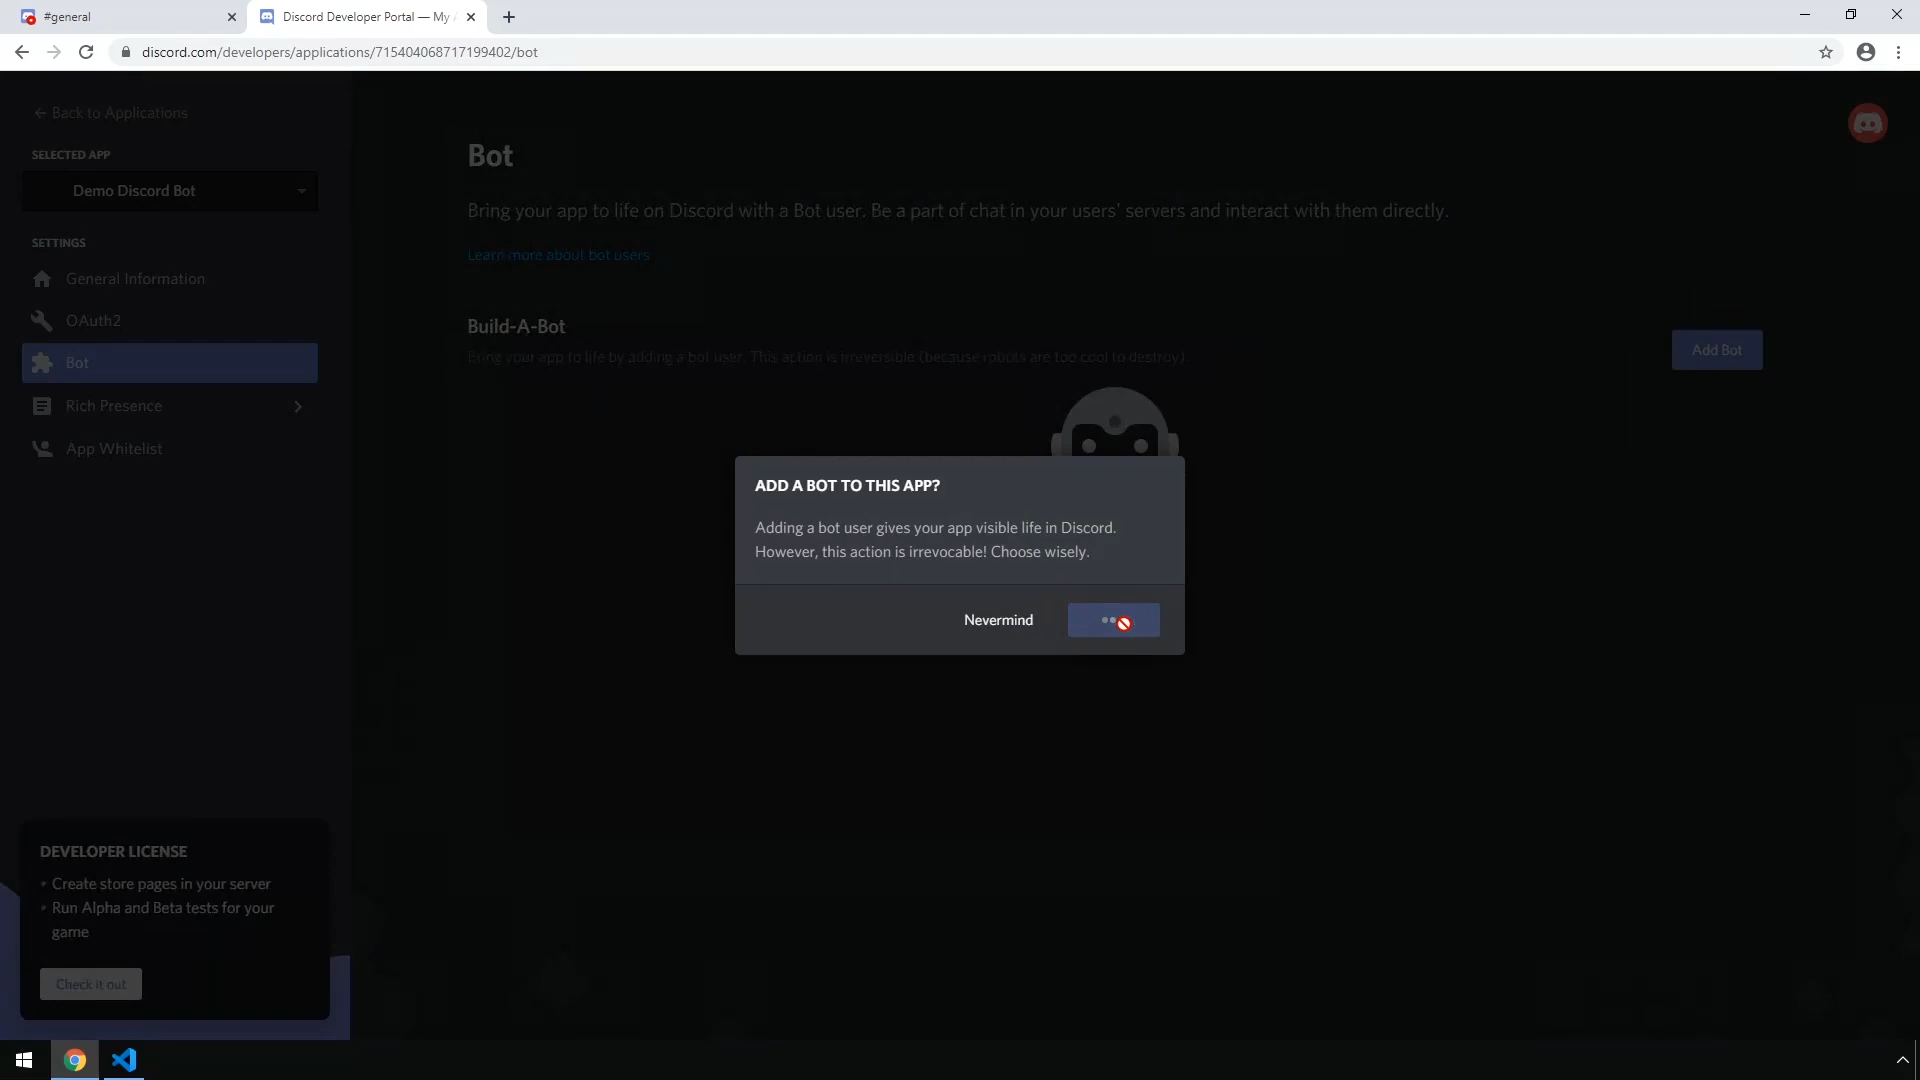 #general
Discord Developer Portal — My A
discord.com/developers/applications/715404068717199402/bot
← Back to Applications
SELECTED APP
Demo Discord Bot
SETTINGS
General Information
OAuth2
Bot
Rich Presence
App Whitelist
DEVELOPER LICENSE
• Create store pages in your server
• Run Alpha and Beta tests for your
game
Check it out
Bot
Bring your app to life on Discord with a Bot user. Be a part of chat in your users' servers and interact with them directly.
Learn more about bot users
Build-A-Bot
Bring your app to life by adding a bot user. This action is irreversible (because robots are too cool to destroy).
Add Bot
ADD A BOT TO THIS APP?
Adding a bot user gives your app visible life in Discord.
However, this action is irrevocable! Choose wisely.
Nevermind